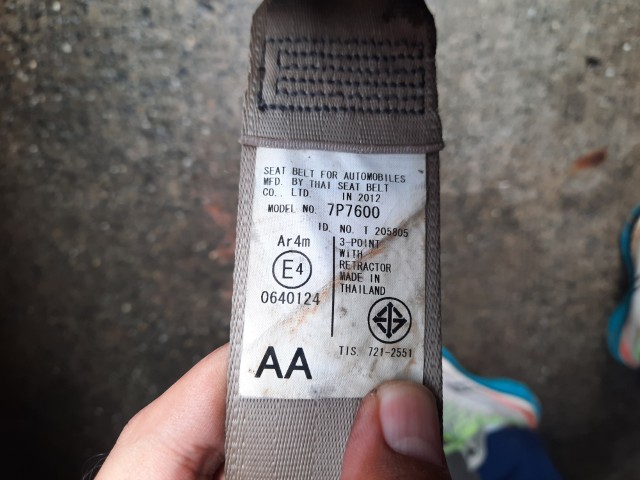 SEAT BELT FOR AUTOMOBILES
MFD. BY THAI SEAT BELT
CO., LTD. IN 2012
MODEL NO. 7P7600
ID. NO. T 205805
Ar4m
E4
0640124
3-POINT
WITH
RETRACTOR
MADE IN
THAILAND
TIS. 721-2551
AA